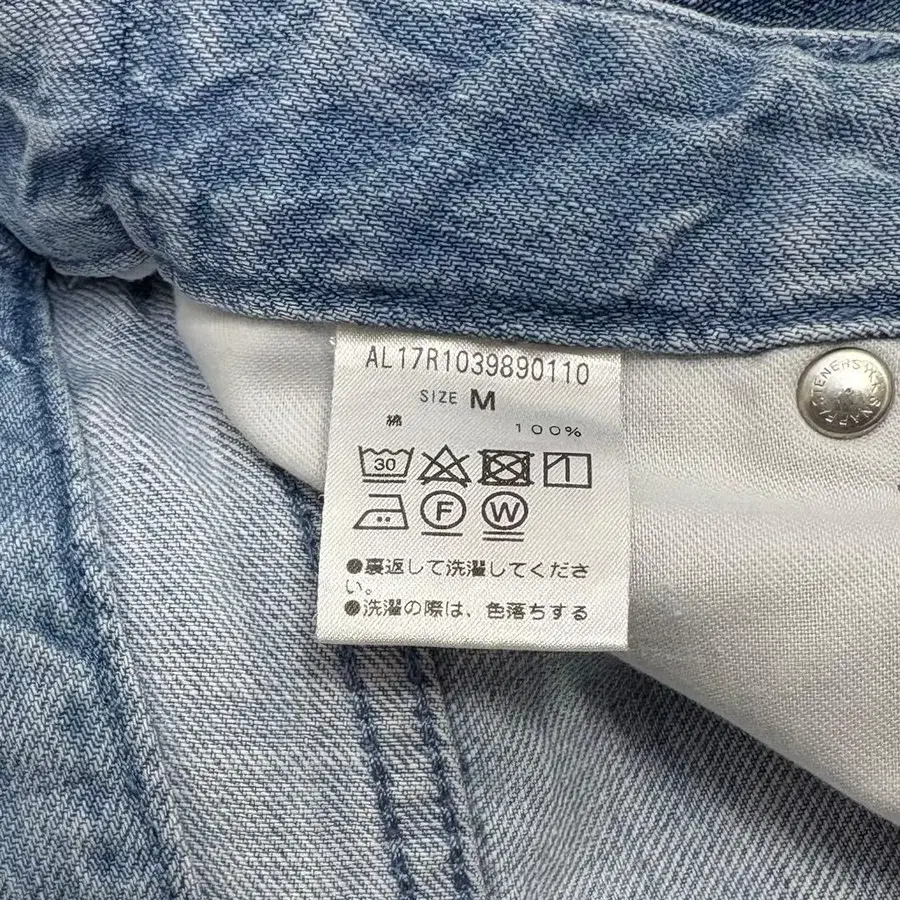 AL17R1039890110
SIZE M
綿 100%
30
F W
●裏返して洗濯してくださ
い。
●洗濯の際は、色落ちする